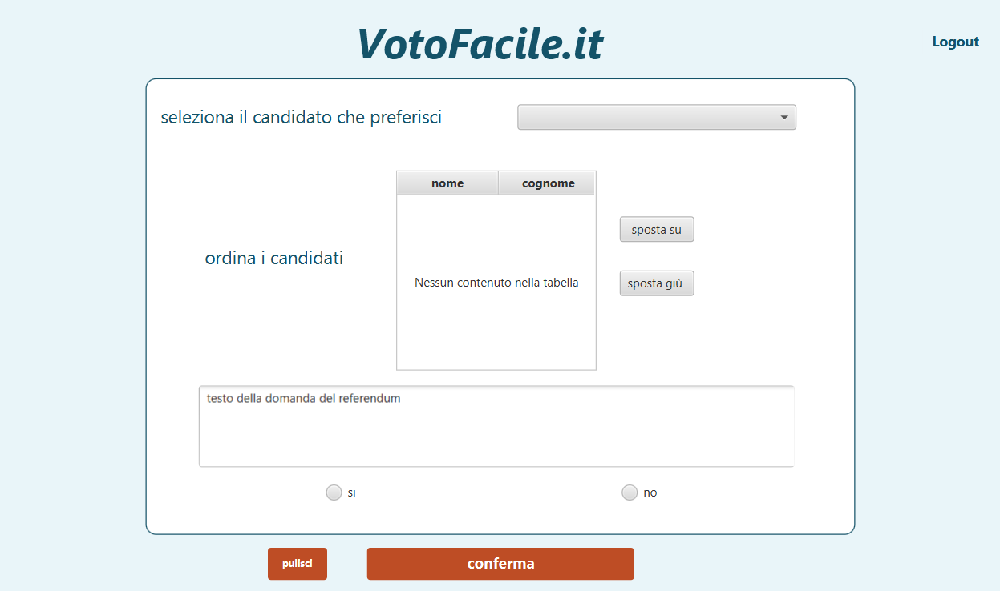 VotoFacile.it
Logout
seleziona il candidato che preferisci
nome cognome
ordina i candidati
Nessun contenuto nella tabella
sposta su
sposta giù
testo della domanda del referendum
si no
pulisci conferma